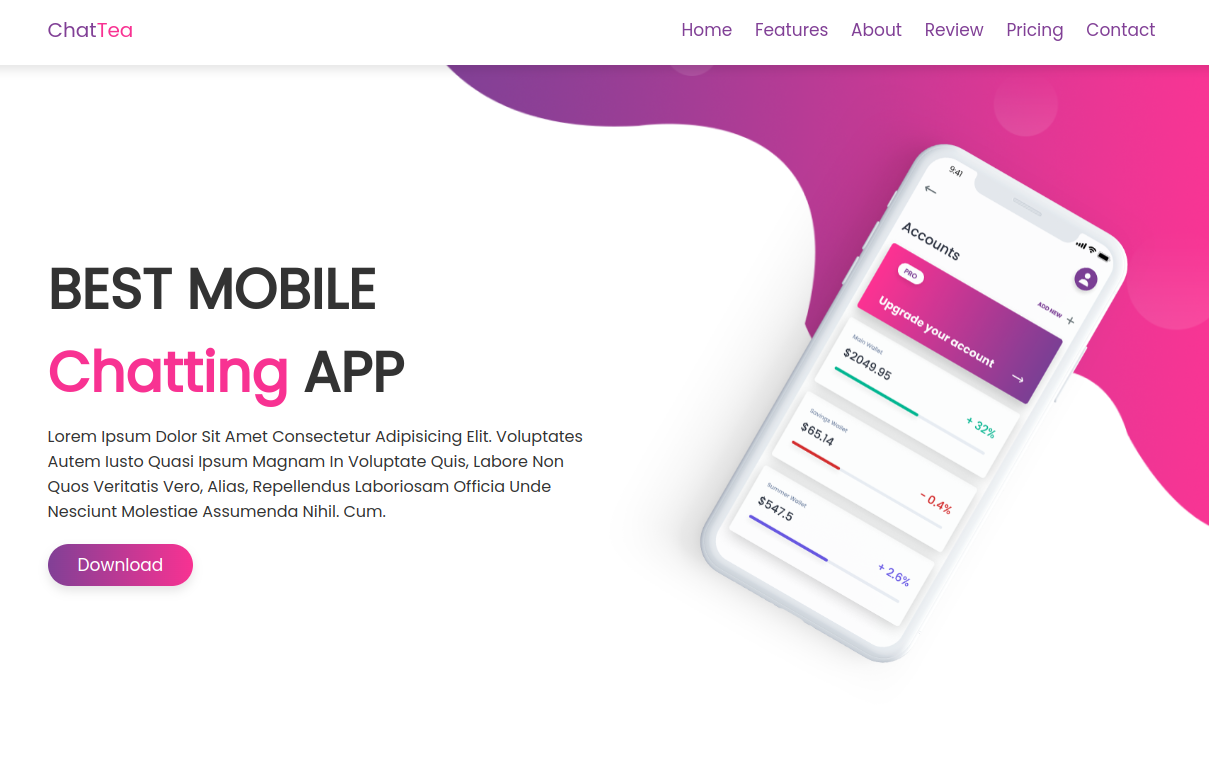 ChatTea
Home Features About Review Pricing Contact
BEST MOBILE
Chatting APP
Lorem Ipsum Dolor Sit Amet Consectetur Adipisicing Elit. Voluptates
Autem Iusto Quasi Ipsum Magnam In Voluptate Quis, Labore Non
Quos Veritatis Vero, Alias, Repellendus Laboriosam Officia Unde
Nesciunt Molestiae Assumenda Nihil. Cum.
Download
9:41
Accounts
ADD NEW +
PRO
Upgrade your account
Main Wallet
$2049.95
+ 32%
Savings Wallet
$65.14
- 0.4%
Summer Wallet
$547.5
+ 2.6%